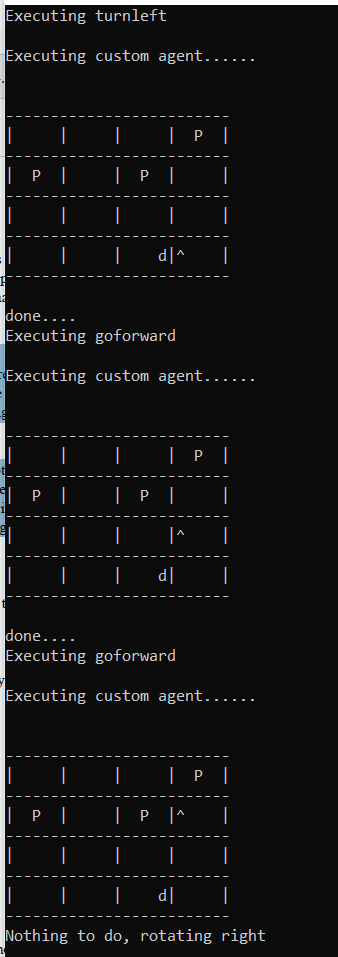 Executing turnleft
Executing custom agent......
-------------------------
|     |     |     |  P  |
-------------------------
|  P  |     |  P  |     |
-------------------------
|     |     |     |     |
-------------------------
|     |     |    d|^    |
-------------------------
done....
Executing goforward
Executing custom agent......
-------------------------
|     |     |     |  P  |
-------------------------
|  P  |     |  P  |     |
-------------------------
|     |     |     |^    |
-------------------------
|     |     |    d|     |
-------------------------
done....
Executing goforward
Executing custom agent......
-------------------------
|     |     |     |  P  |
-------------------------
|  P  |     |  P  |^    |
-------------------------
|     |     |     |     |
-------------------------
|     |     |    d|     |
-------------------------
Nothing to do, rotating right